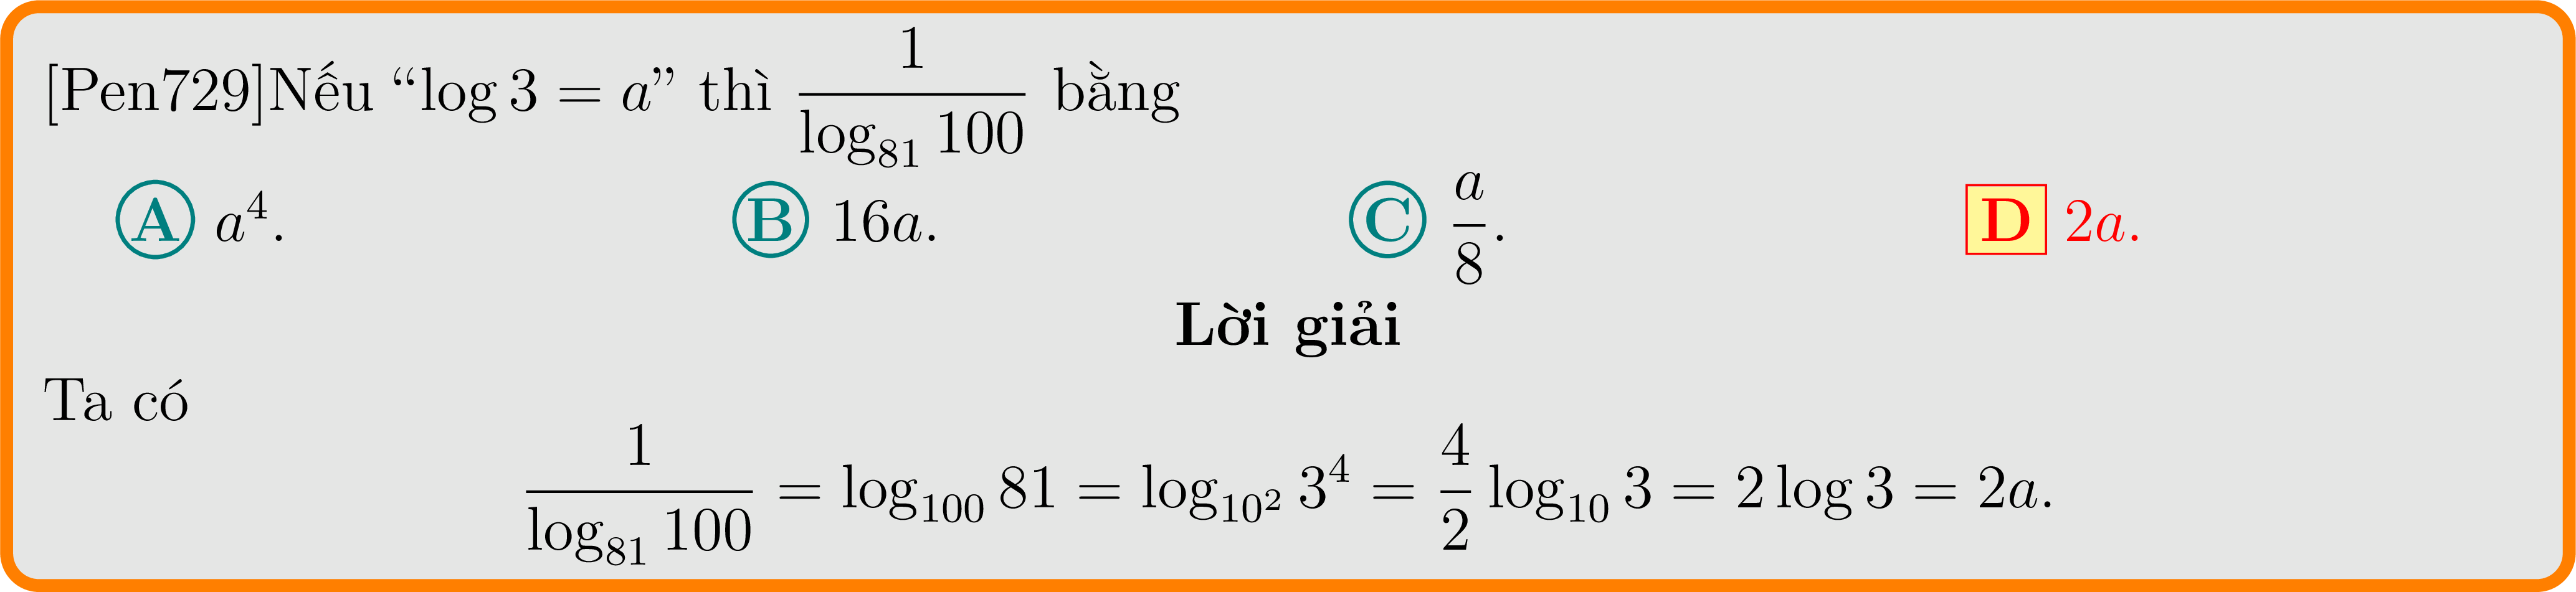 [Pen729]Nếu “log 3 = a” thì \frac{1}{\log_{81} 100} bằng
A a^4. B 16a. C \frac{a}{8}. D 2a.
Lời giải
Ta có
\frac{1}{\log_{81} 100} = \log_{100} 81 = \log_{10^2} 3^4 = \frac{4}{2} \log_{10} 3 = 2 \log 3 = 2a.